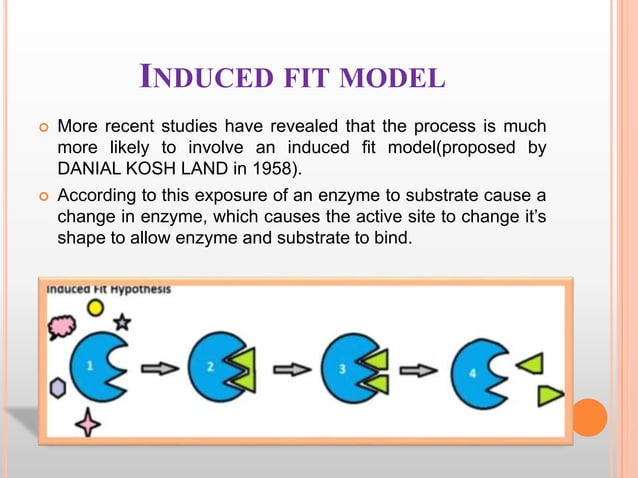 INDUCED FIT MODEL
More recent studies have revealed that the process is much
more likely to involve an induced fit model(proposed by
DANIAL KOSH LAND in 1958).
According to this exposure of an enzyme to substrate cause a
change in enzyme, which causes the active site to change it's
shape to allow enzyme and substrate to bind.
Induced Fit Hypothesis
1 2 3 4